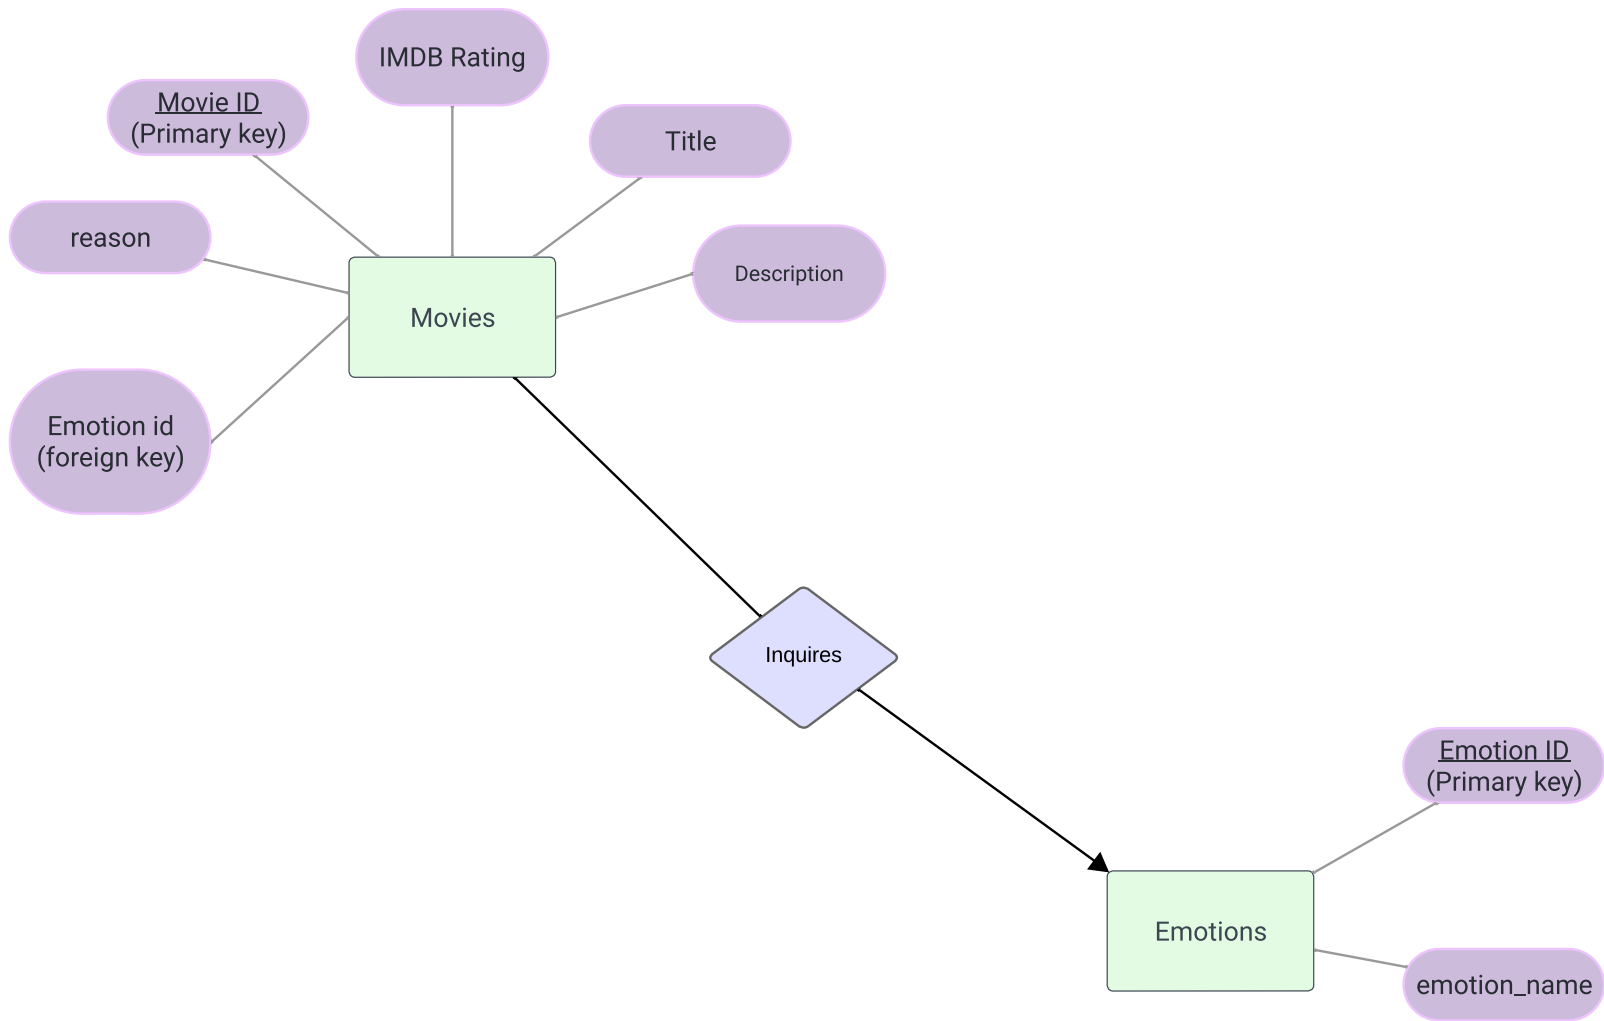 IMDB Rating
Movie ID
(Primary key)
Title
reason
Description
Movies
Emotion id
(foreign key)
Inquires
Emotion ID
(Primary key)
Emotions
emotion_name